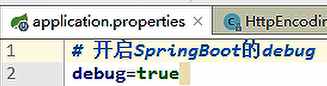 application.properties × HttpEncodin
1 # 开启SpringBoot的debug
2 debug=true